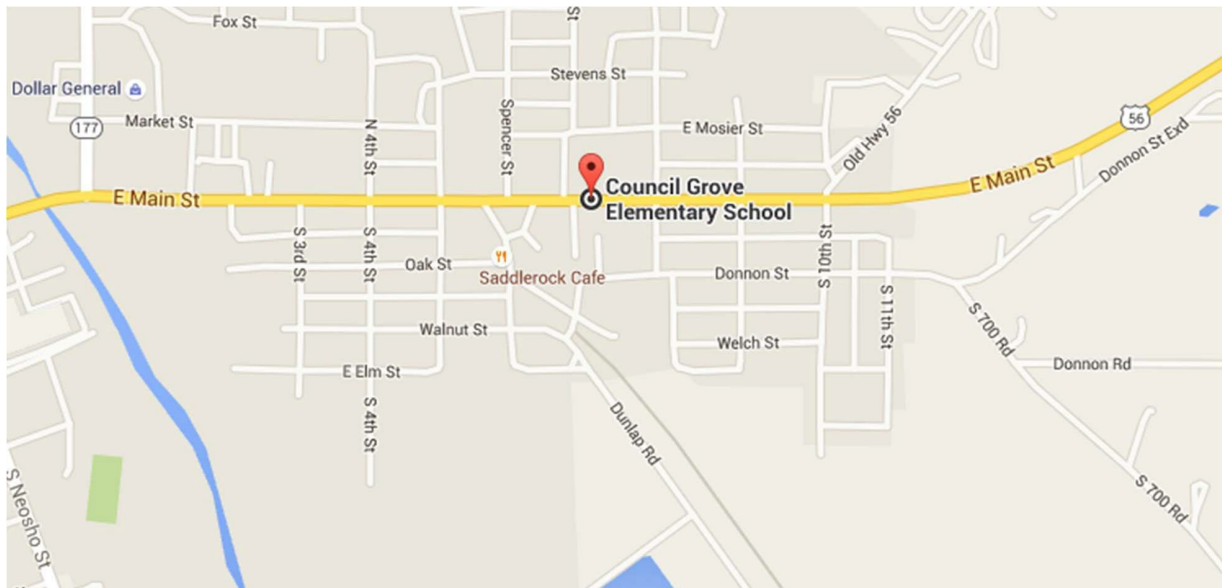 Fox St
St
Stevens St
Dollar General
Spencer St
177
Market St
N 4th St
E Mosier St
Old Hwy 56
56
Donnon St Exd
E Main St
E Main St
Council Grove
Elementary School
S 3rd St
S 4th St
Oak St
Saddlerock Cafe
Donnon St
S 10th St
S 11th St
Walnut St
Welch St
S 700 Rd
E Elm St
Donnon Rd
S 4th St
Dunlap Rd
S Neosho St
S 700 Rd